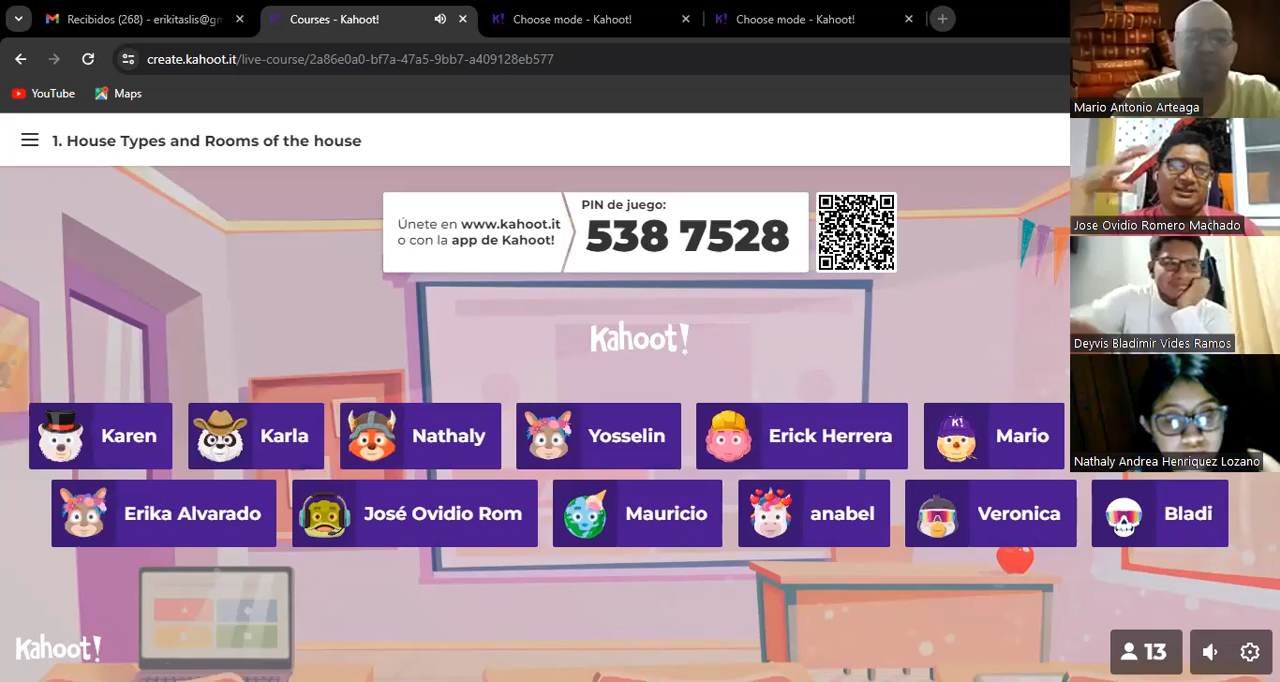 Recibidos (268) - erikitaslis@gm
Courses - Kahoot!
Choose mode - Kahoot!
Choose mode - Kahoot!
create.kahoot.it/live-course/2a86e0a0-bf7a-47a5-9bb7-a409128eb577
YouTube
Maps
1. House Types and Rooms of the house
Únete en www.kahoot.it
o con la app de Kahoot!
PIN de juego:
538 7528
Kahoot!
Karen
Karla
Nathaly
Yosselin
Erick Herrera
K!
Mario
Erika Alvarado
José Ovidio Rom
Mauricio
anabel
Veronica
Bladi
Kahoot!
13
Mario Antonio Arteaga
Jose Ovidio Romero Machado
Deyvis Bladimir Vides Ramos
Nathaly Andrea Henriquez Lozano